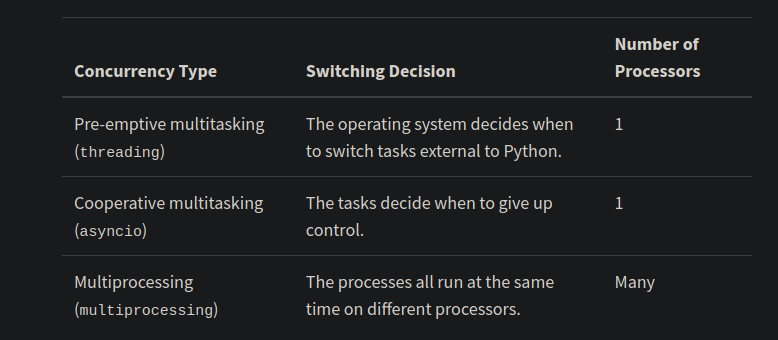 Concurrency Type Switching Decision Number of Processors
Pre-emptive multitasking The operating system decides when 1
(threading) to switch tasks external to Python.
Cooperative multitasking The tasks decide when to give up 1
(asyncio) control.
Multiprocessing The processes all run at the same Many
(multiprocessing) time on different processors.